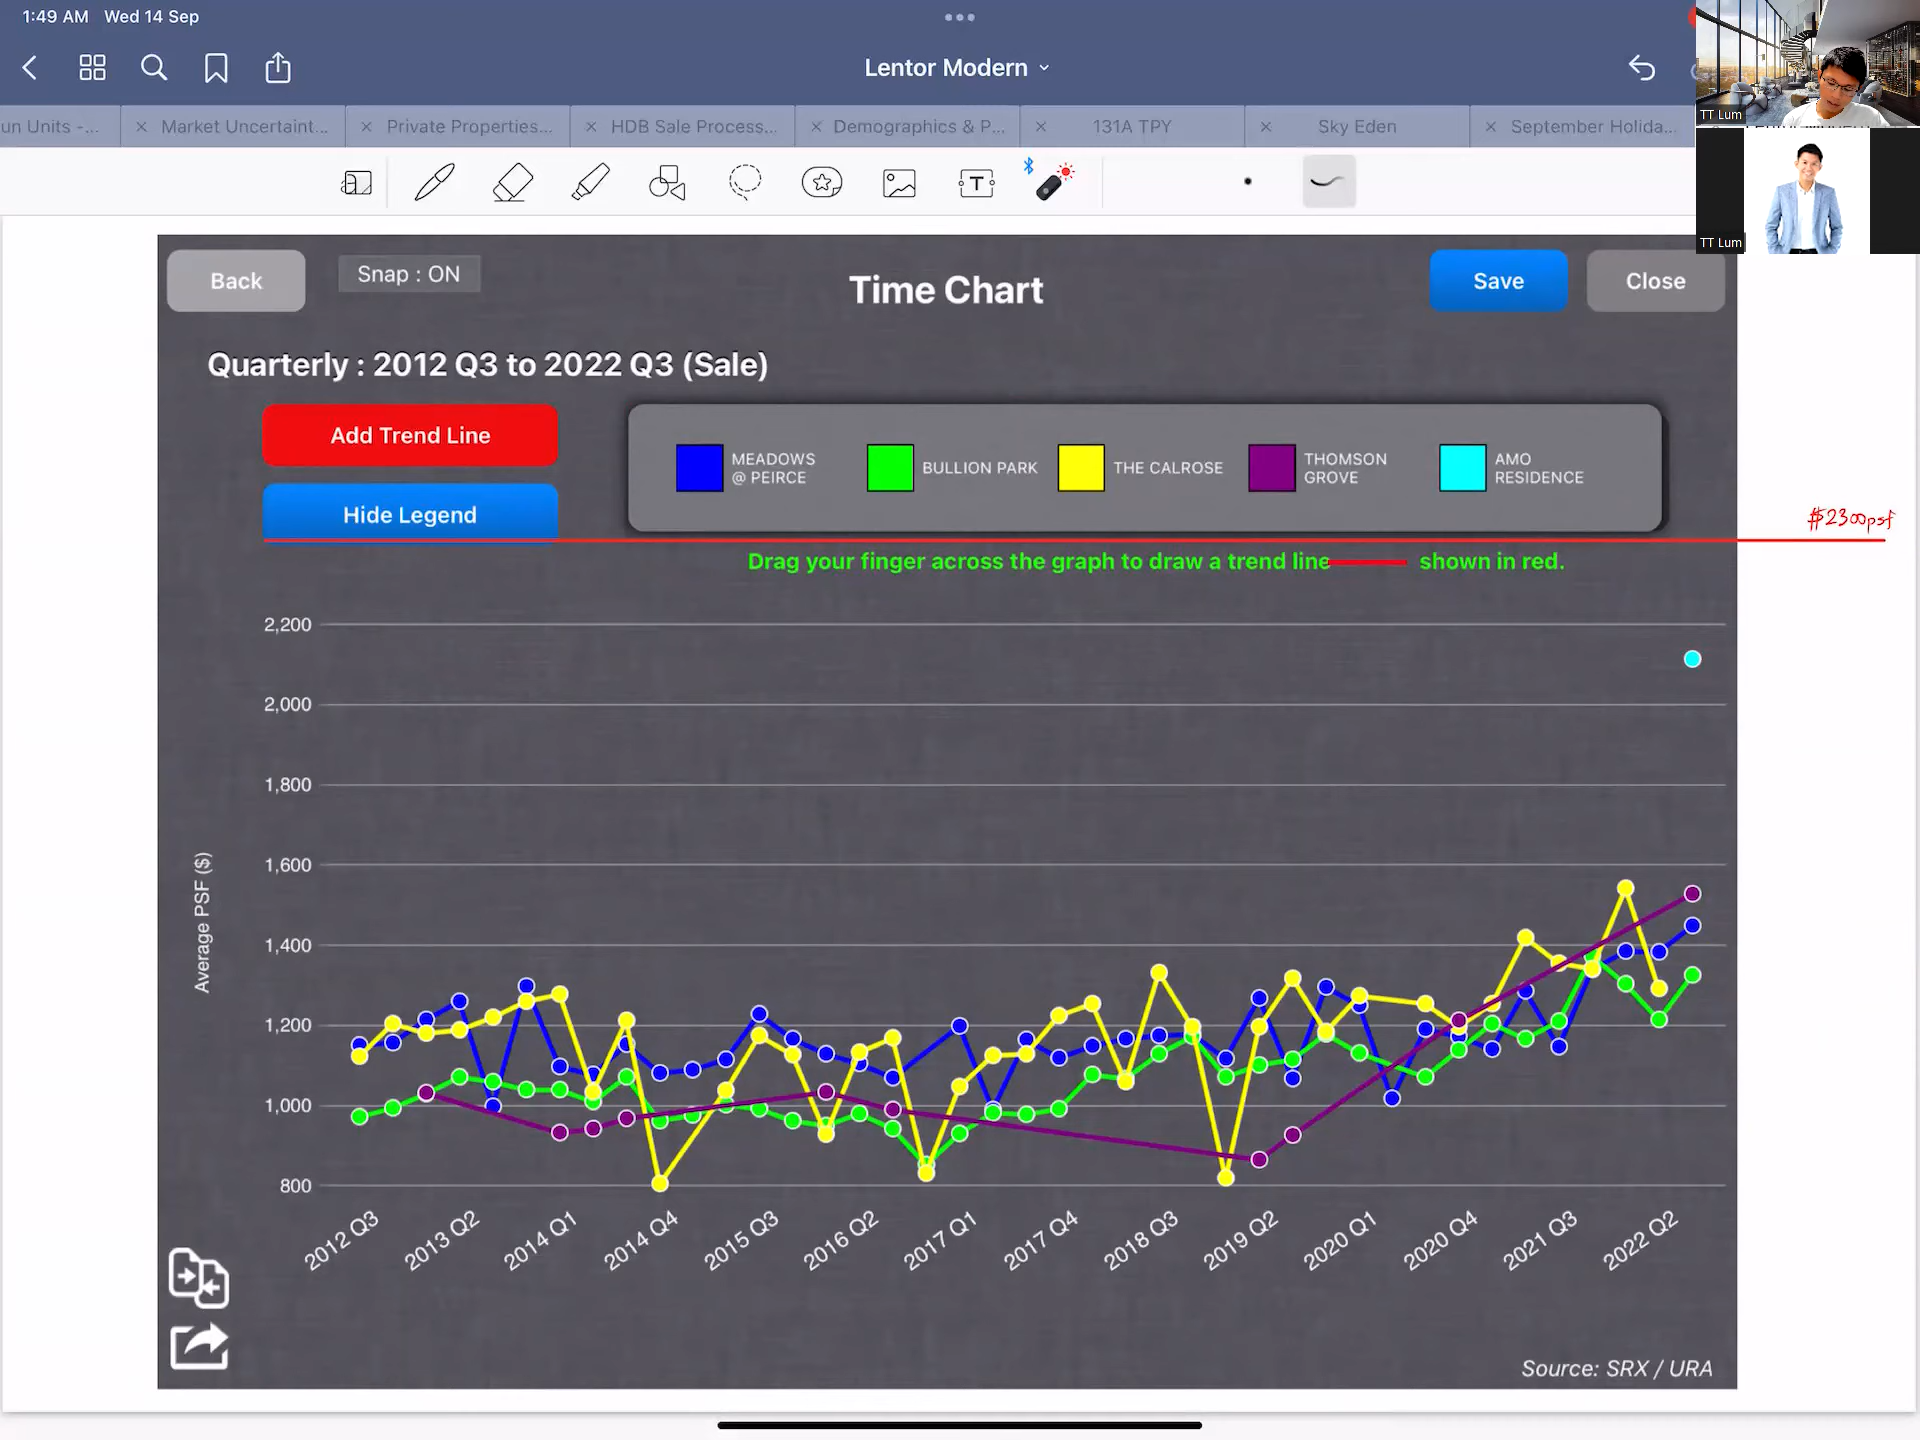 1:49 AM Wed 14 Sep
Lentor Modern
un Units -...
Market Uncertaint...
Private Properties...
HDB Sale Process...
Demographics & P...
131A TPY
Sky Eden
September Holida...
TT Lum
TT Lum
Back
Snap : ON
Time Chart
Save
Close
Quarterly : 2012 Q3 to 2022 Q3 (Sale)
Add Trend Line
Hide Legend
MEADOWS
@ PEIRCE
BULLION PARK
THE CALROSE
THOMSON
GROVE
AMO
RESIDENCE
$2300psf
Drag your finger across the graph to draw a trend line shown in red.
2,200
2,000
1,800
1,600
1,400
1,200
1,000
800
Average PSF ($)
2012 Q3
2013 Q2
2014 Q1
2014 Q4
2015 Q3
2016 Q2
2017 Q1
2017 Q4
2018 Q3
2019 Q2
2020 Q1
2020 Q4
2021 Q3
2022 Q2
Source: SRX / URA